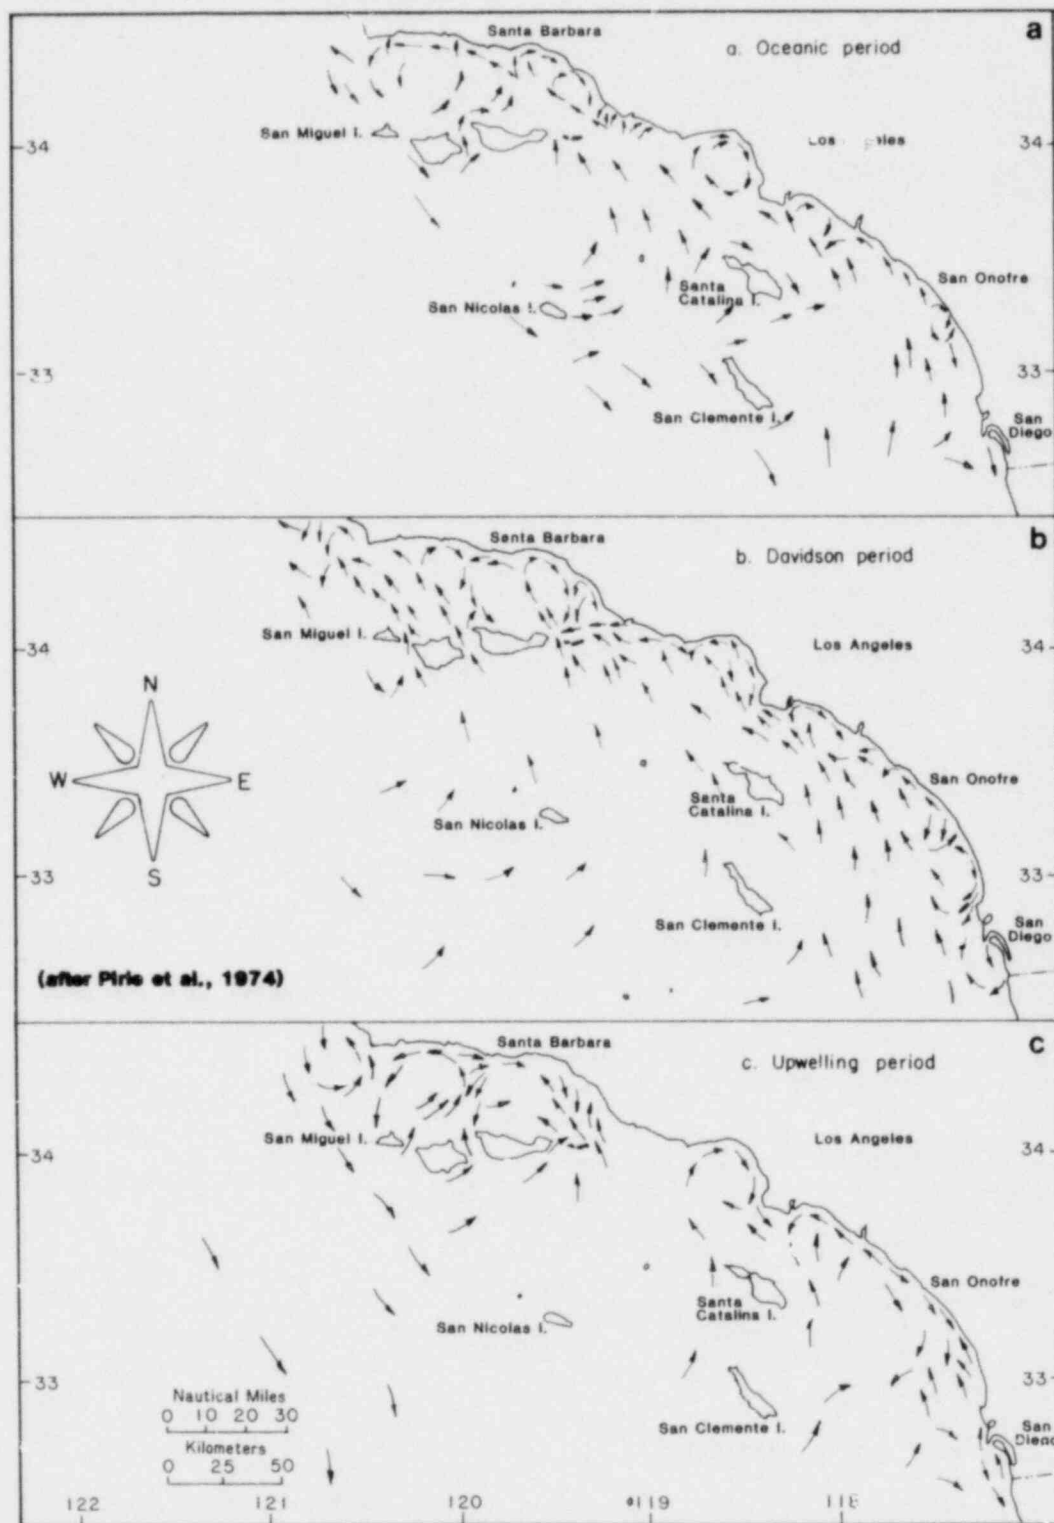 Santa Barbara
a
a. Oceanic period
San Miguel I.
34
Los
34
San Onofre
Santa
Catalina I.
San Nicolas I.
33
33
San Clemente I.
San
Diego
Santa Barbara
b
b. Davidson period
San Miguel I.
34
Los Angeles
34
N
W
E
S
San Onofre
Santa
Catalina I.
San Nicolas I.
33
33
San Clemente I.
San
Diego
(after Pirie et al., 1974)
Santa Barbara
c
c. Upwelling period
San Miguel I.
Los Angeles
34
34
San Onofre
Santa
Catalina I.
San Nicolas I.
33
33
Nautical Miles
0 10 20 30
San Clemente I.
San
Diego
Kilometers
0 25 50
122 121 120 119 118